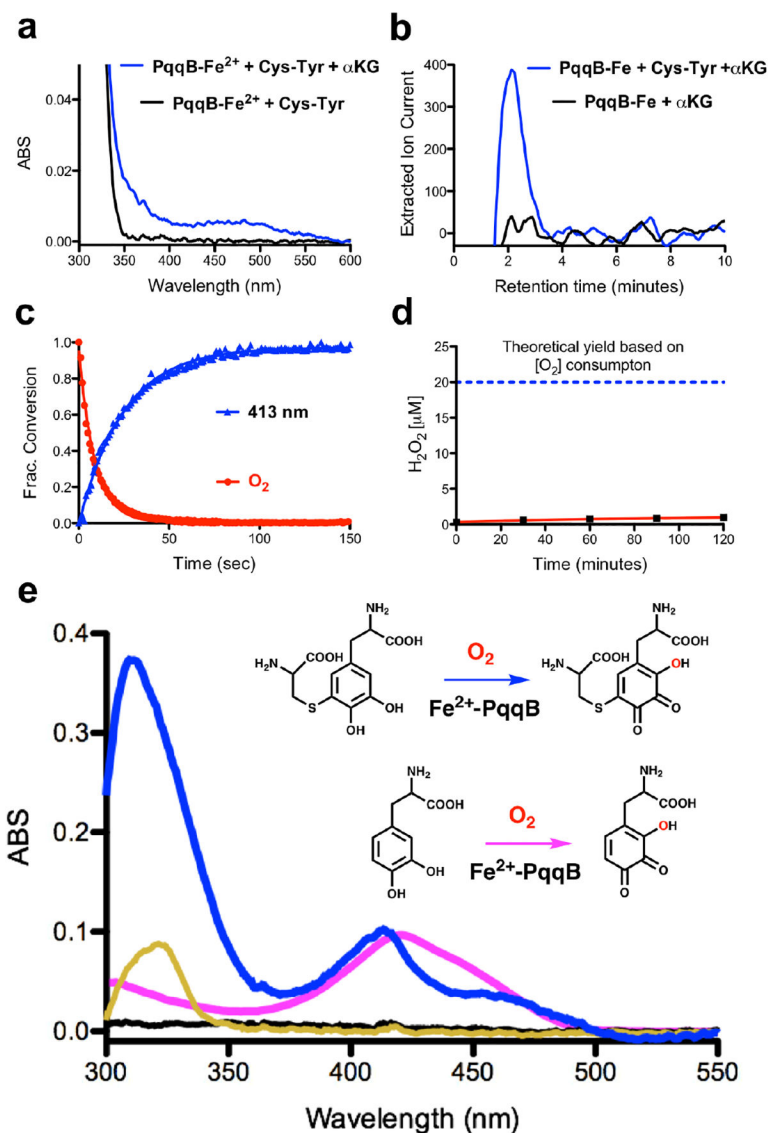 a
PqqB-Fe²⁺ + Cys-Tyr + αKG
PqqB-Fe²⁺ + Cys-Tyr
ABS
0.04
0.02
0.00
300 350 400 450 500 550 600
Wavelength (nm)
b
PqqB-Fe + Cys-Tyr +αKG
PqqB-Fe + αKG
Extracted Ion Current
400
300
200
100
0
0 2 4 6 8 10
Retention time (minutes)
c
Frac. Conversion
1.0
0.8
0.6
0.4
0.2
0.0
413 nm
O₂
0 50 100 150
Time (sec)
d
Theoretical yield based on
[O₂] consumpton
H₂O₂ [µM]
25
20
15
10
5
0
0 20 40 60 80 100 120
Time (minutes)
e
ABS
0.4
0.3
0.2
0.1
0.0
NH₂
COOH
H₂N
COOH
S
OH
OH
O₂
Fe²⁺-PqqB
NH₂
COOH
H₂N
COOH
OH
S
O
O
NH₂
COOH
OH
OH
O₂
Fe²⁺-PqqB
NH₂
COOH
OH
O
O
300 350 400 450 500 550
Wavelength (nm)